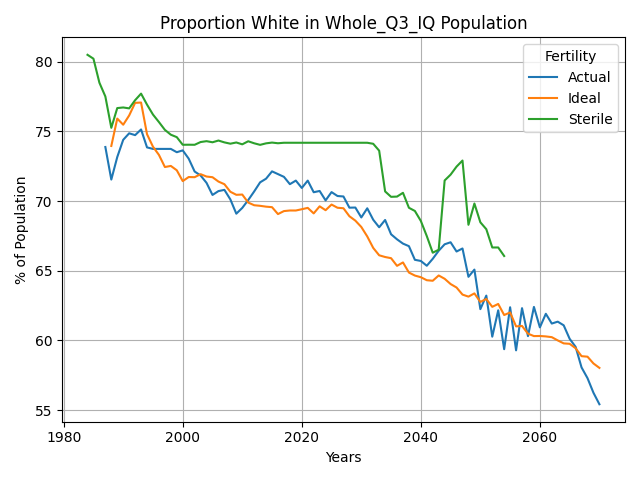 Proportion White in Whole_Q3_IQ Population
% of Population
80
75
70
65
60
55
Fertility
Actual
Ideal
Sterile
1980
2000
2020
2040
2060
Years